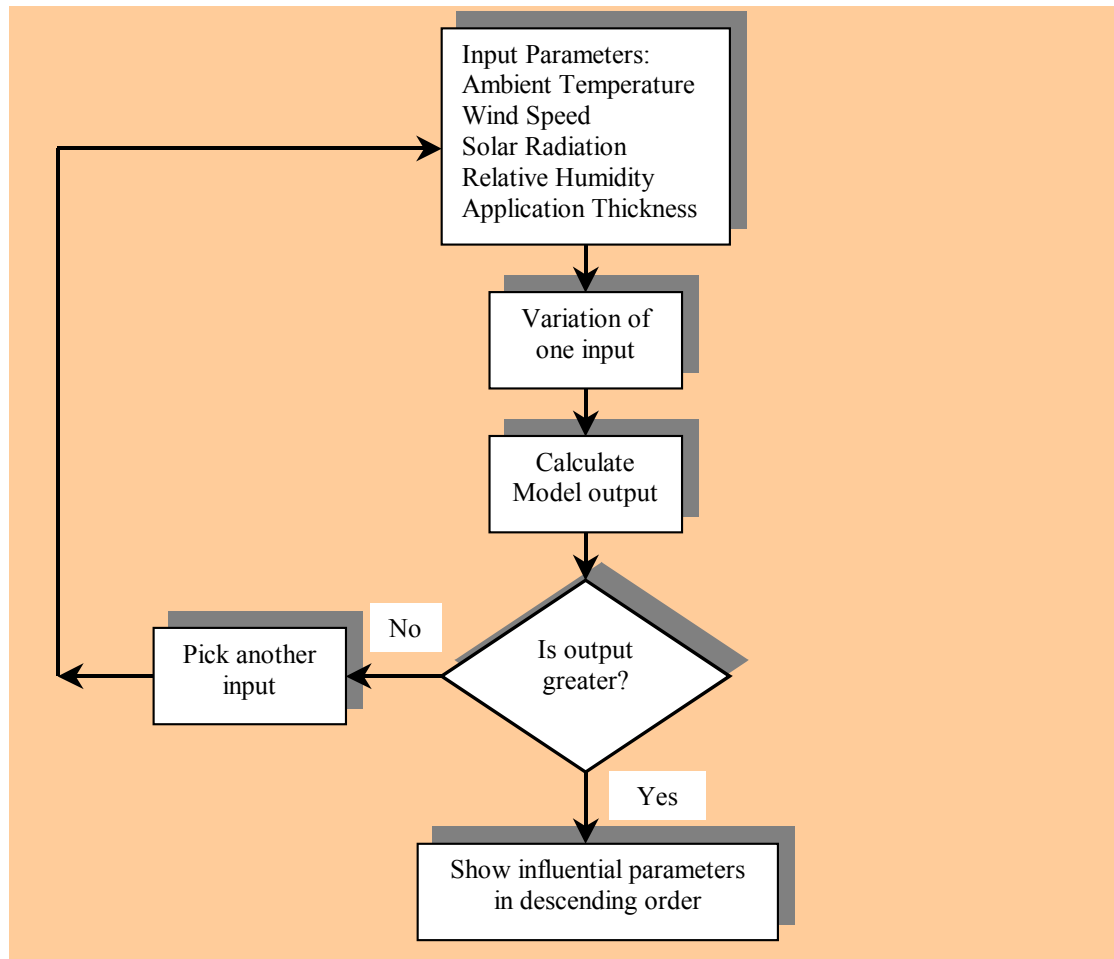 Input Parameters:
Ambient Temperature
Wind Speed
Solar Radiation
Relative Humidity
Application Thickness
Variation of
one input
Calculate
Model output
Is output
greater?
No
Pick another
input
Yes
Show influential parameters
in descending order